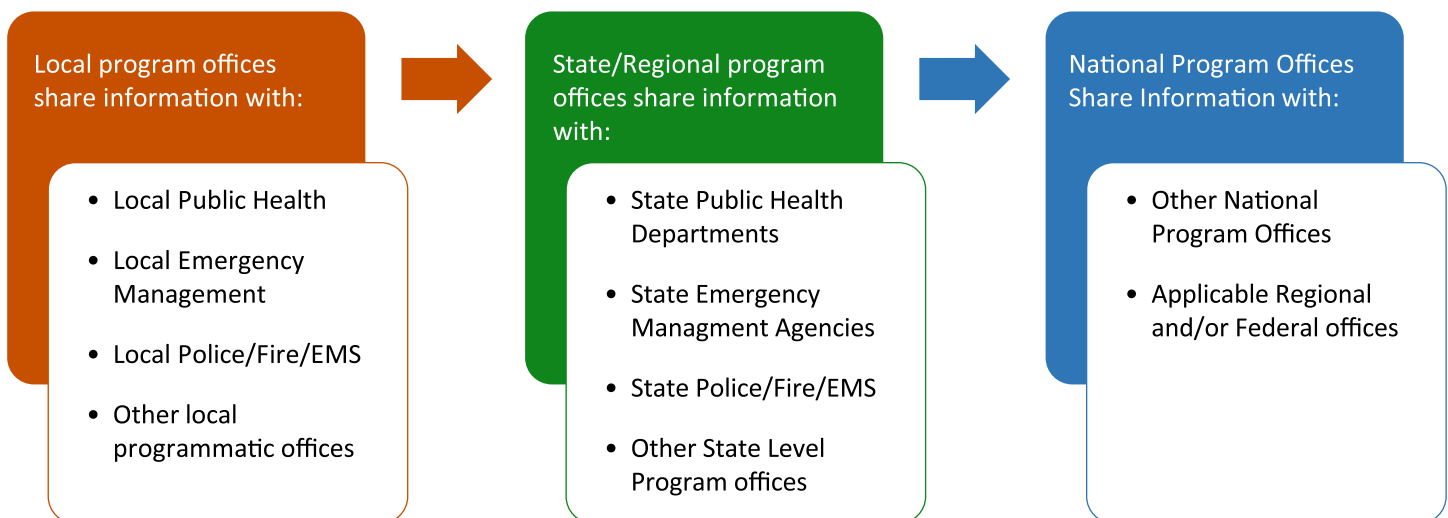 Local program offices
share information with:
• Local Public Health
• Local Emergency
Management
• Local Police/Fire/EMS
• Other local
programmatic offices
State/Regional program
offices share information
with:
• State Public Health
Departments
• State Emergency
Managment Agencies
• State Police/Fire/EMS
• Other State Level
Program offices
National Program Offices
Share Information with:
• Other National
Program Offices
• Applicable Regional
and/or Federal offices